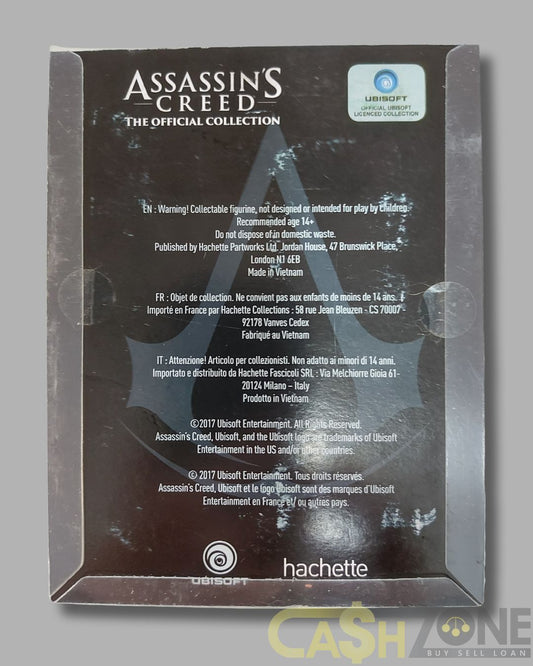 ASSASSIN'S
CREED
THE OFFICIAL COLLECTION
UBISOFT
OFFICIAL UBISOFT
LICENCED COLLECTION
EN : Warning! Collectable figurine, not designed or intended for play by children.
Recommended age 14+
Do not dispose of in domestic waste.
Published by Hachette Partworks Ltd. Jordan House, 47 Brunswick Place,
London N1 6EB
Made in Vietnam
FR : Objet de collection. Ne convient pas aux enfants de moins de 14 ans.
Importé en France par Hachette Collections : 58 rue Jean Bleuzen - CS 70007 -
92178 Vanves Cedex
Fabriqué au Vietnam
IT : Attenzione! Articolo per collezionisti. Non adatto ai minori di 14 anni.
Importato e distribuito da Hachette Fascicoli SRL : Via Melchiorre Gioia 61-
20124 Milano – Italy
Prodotto in Vietnam
©2017 Ubisoft Entertainment. All Rights Reserved.
Assassin's Creed, Ubisoft, and the Ubisoft logo are trademarks of Ubisoft
Entertainment in the US and/or other countries.
© 2017 Ubisoft Entertainment. Tous droits réservés.
Assassin's Creed, Ubisoft et le logo Ubisoft sont des marques d'Ubisoft
Entertainment en France et/ ou autres pays.
UBISOFT
hachette
CA$HZONE
BUY SELL LOAN